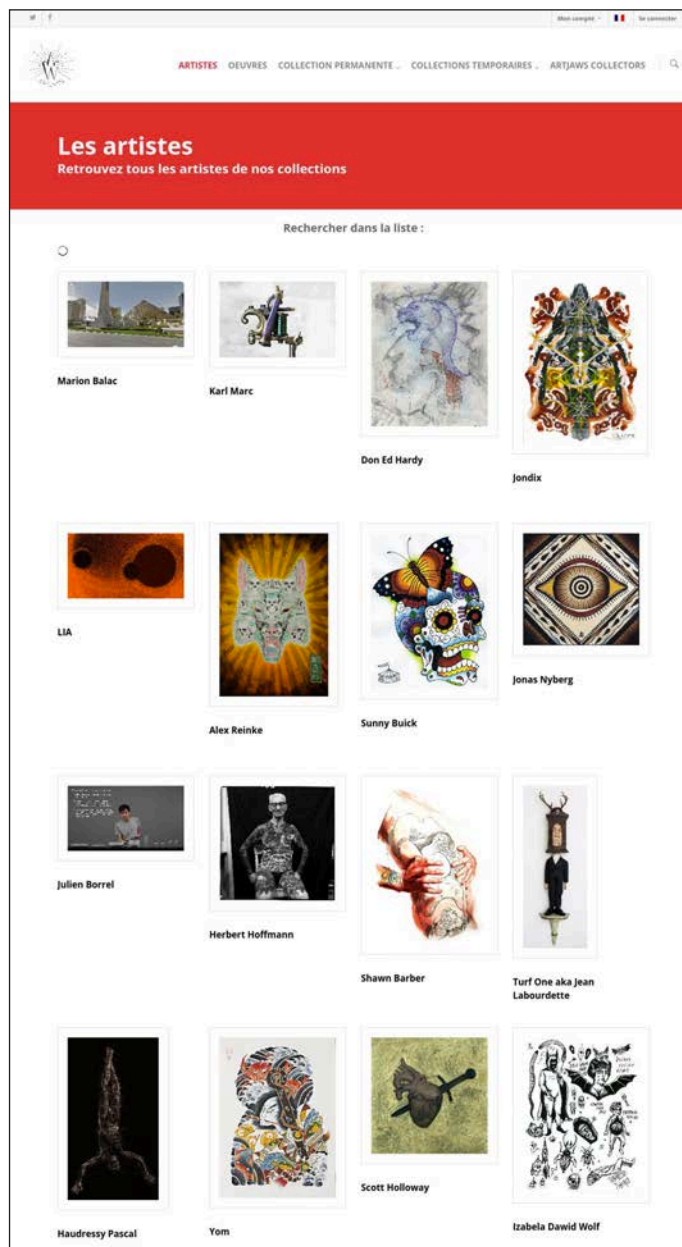 Mon compte
Se connecter
ARTISTES OEUVRES COLLECTION PERMANENTE COLLECTIONS TEMPORAIRES ARTJAWS COLLECTORS
Les artistes
Retrouvez tous les artistes de nos collections
Rechercher dans la liste :
Marion Balac
Karl Marc
Don Ed Hardy
Jondix
LIA
Alex Reinke
Sunny Buick
Jonas Nyberg
Julien Borrel
Herbert Hoffmann
Shawn Barber
Turf One aka Jean
Labourdette
Haudressy Pascal
Yom
Scott Holloway
Izabela Dawid Wolf